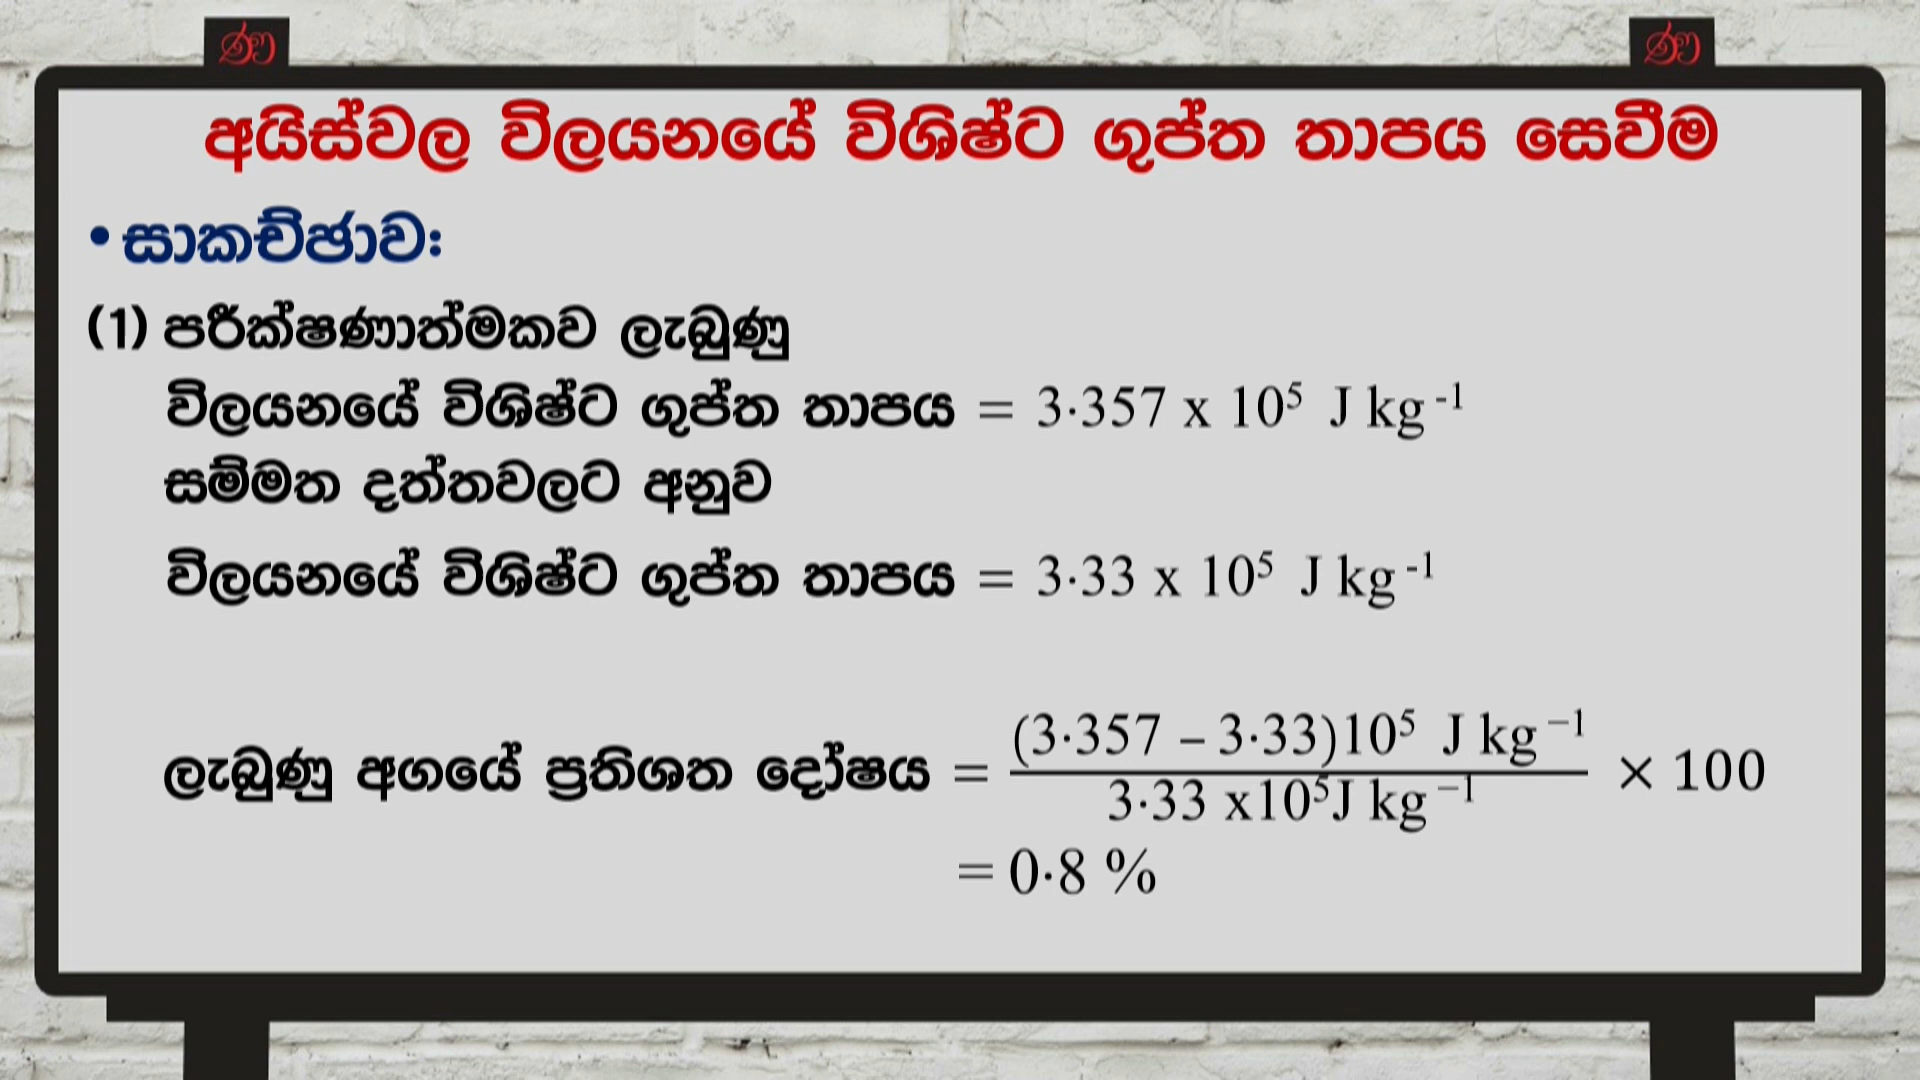 ණ ණ
අයිස්වල විලයනයේ විශිෂ්ට ගුප්ත තාපය සෙවීම
• සාකච්ඡාව:
(1) පරීක්ෂණාත්මකව ලැබුණු
විලයනයේ විශිෂ්ට ගුප්ත තාපය = 3·357 x 10⁵ J kg⁻¹
සම්මත දත්තවලට අනුව
විලයනයේ විශිෂ්ට ගුප්ත තාපය = 3·33 x 10⁵ J kg⁻¹
(3·357 – 3·33)10⁵ J kg⁻¹
ලැබුණු අගයේ ප්‍රතිශත දෝෂය = × 100
3·33 x10⁵J kg⁻¹
= 0·8 %